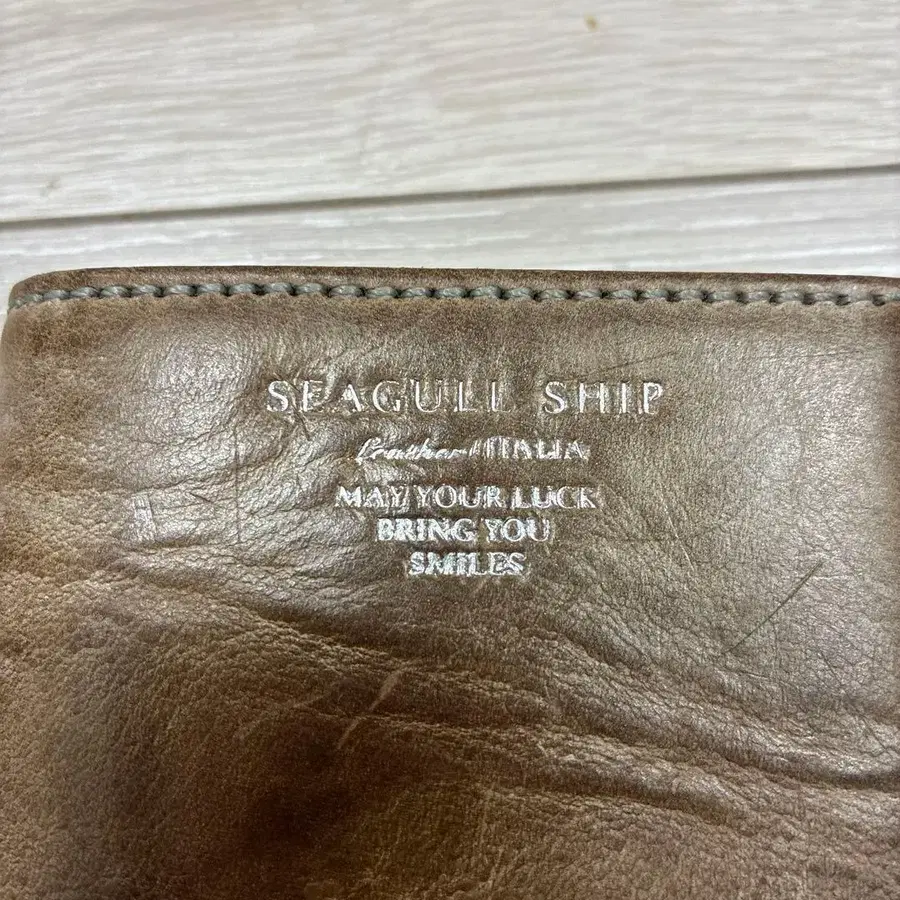 SEAGULL SHIP
Leather ITALIA
MAY YOUR LUCK
BRING YOU
SMILES